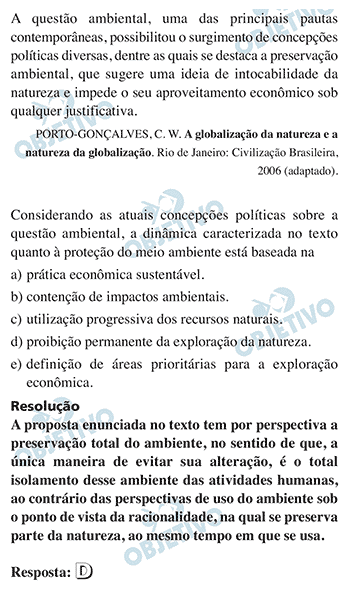 A questão ambiental, uma das principais pautas
contemporâneas, possibilitou o surgimento de concepções
políticas diversas, dentre as quais se destaca a preservação
ambiental, que sugere uma ideia de intocabilidade da
natureza e impede o seu aproveitamento econômico sob
qualquer justificativa.
PORTO-GONÇALVES, C. W. A globalização da natureza e a
natureza da globalização. Rio de Janeiro: Civilização Brasileira,
2006 (adaptado).
Considerando as atuais concepções políticas sobre a
questão ambiental, a dinâmica caracterizada no texto
quanto à proteção do meio ambiente está baseada na
a) prática econômica sustentável.
b) contenção de impactos ambientais.
c) utilização progressiva dos recursos naturais.
d) proibição permanente da exploração da natureza.
e) definição de áreas prioritárias para a exploração
econômica.
Resolução
A proposta enunciada no texto tem por perspectiva a
preservação total do ambiente, no sentido de que, a
única maneira de evitar sua alteração, é o total
isolamento desse ambiente das atividades humanas,
ao contrário das perspectivas de uso do ambiente sob
o ponto de vista da racionalidade, na qual se preserva
parte da natureza, ao mesmo tempo em que se usa.
Resposta: D
OBJETIVO
OBJETIVO
OBJETIVO
OBJETIVO
OBJETIVO
OBJETIVO